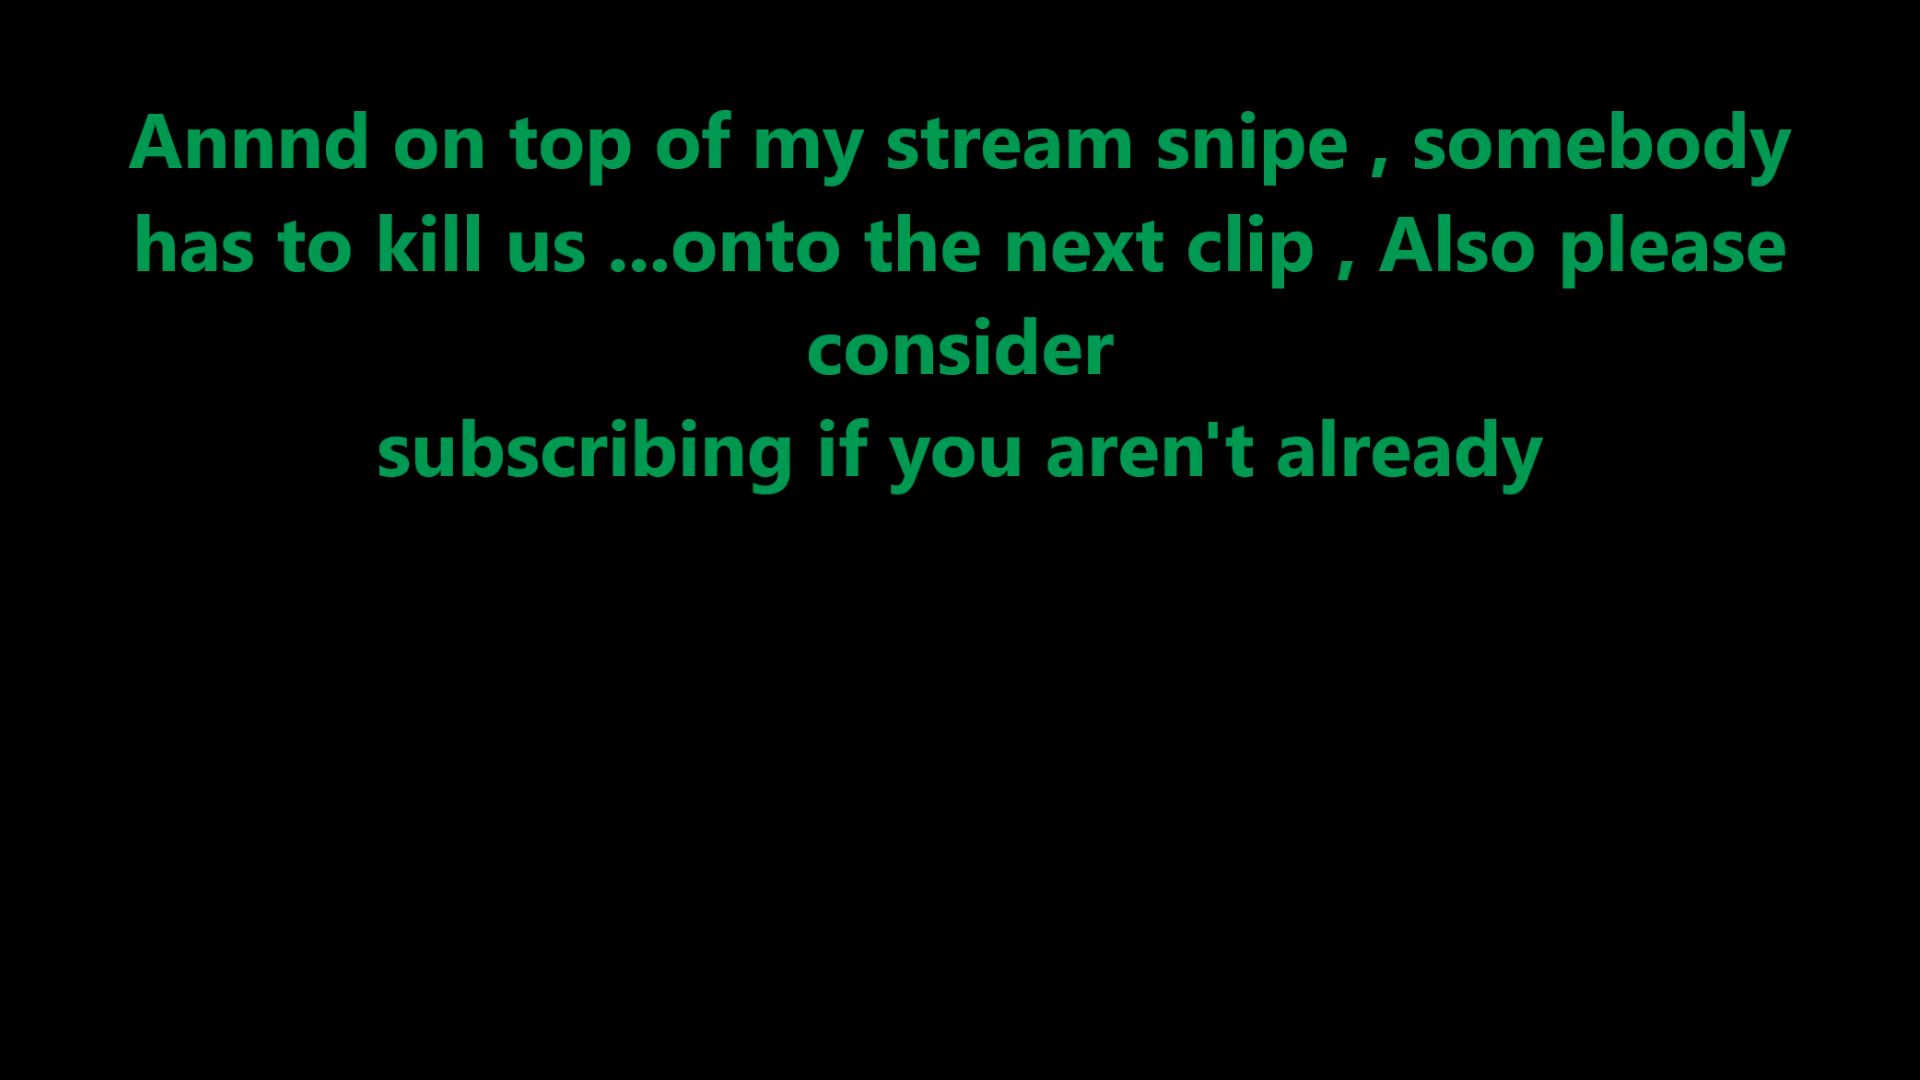 Annnd on top of my stream snipe , somebody
has to kill us ...onto the next clip , Also please
consider
subscribing if you aren't already